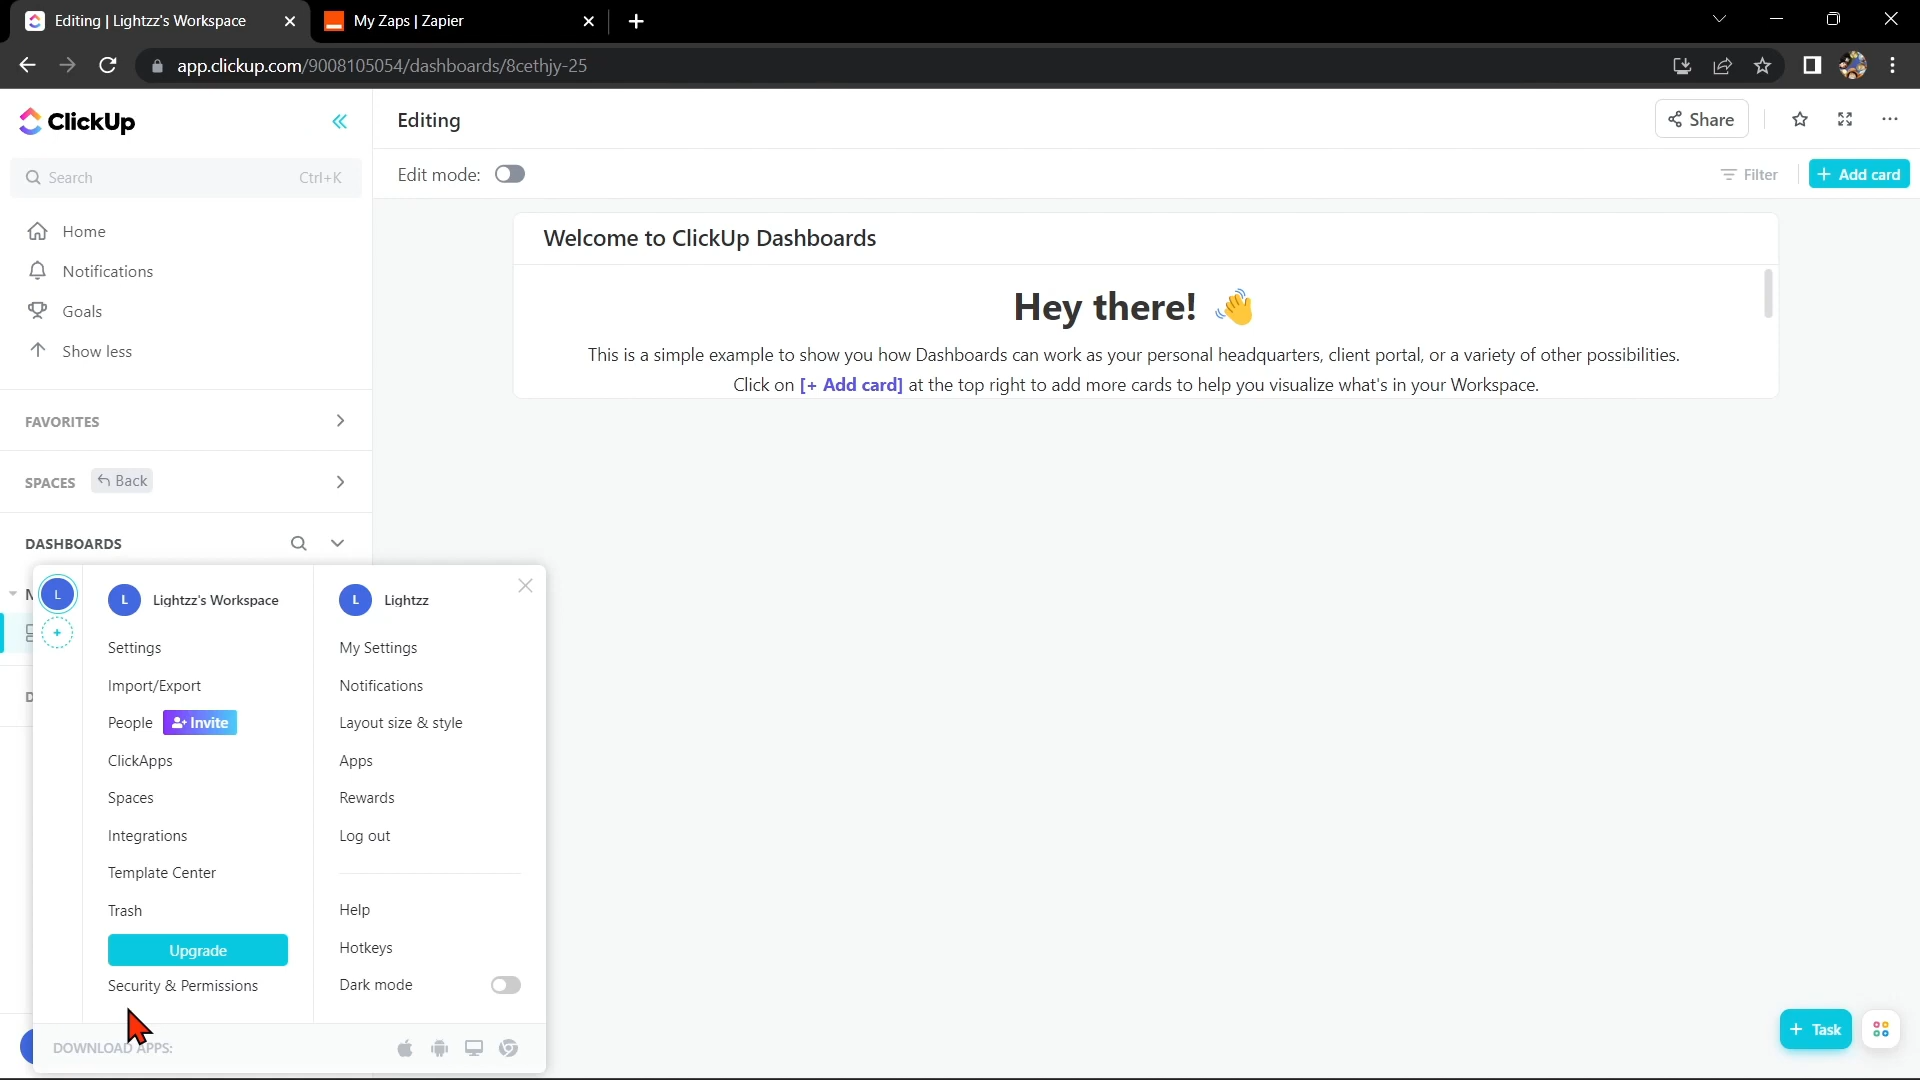 Editing | Lightzz's Workspace
My Zaps | Zapier
app.clickup.com/9008105054/dashboards/8cethjy-25
ClickUp
Search Ctrl+K
Home
Notifications
Goals
Show less
FAVORITES
SPACES Back
DASHBOARDS
Editing
Share
Edit mode:
Filter
+ Add card
Welcome to ClickUp Dashboards
Hey there! 👋
This is a simple example to show you how Dashboards can work as your personal headquarters, client portal, or a variety of other possibilities.
Click on [+ Add card] at the top right to add more cards to help you visualize what's in your Workspace.
L
+
L Lightzz's Workspace
Settings
Import/Export
People Invite
ClickApps
Spaces
Integrations
Template Center
Trash
Upgrade
Security & Permissions
L Lightzz
My Settings
Notifications
Layout size & style
Apps
Rewards
Log out
Help
Hotkeys
Dark mode
DOWNLOAD APPS:
+ Task